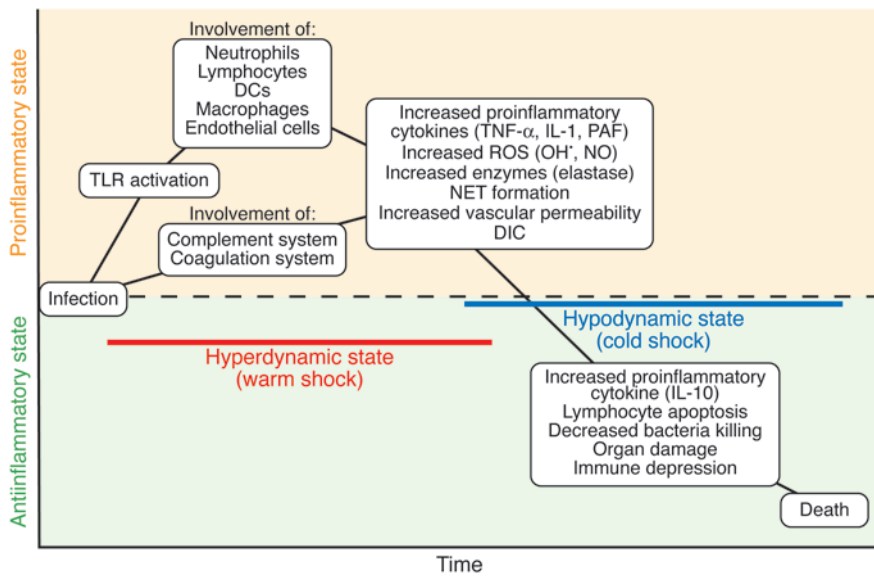 Proinflammatory state
Antiinflammatory state
Involvement of:
Neutrophils
Lymphocytes
DCs
Macrophages
Endothelial cells
TLR activation
Involvement of:
Complement system
Coagulation system
Infection
Increased proinflammatory
cytokines (TNF-α, IL-1, PAF)
Increased ROS (OH˙, NO)
Increased enzymes (elastase)
NET formation
Increased vascular permeability
DIC
Hyperdynamic state
(warm shock)
Hypodynamic state
(cold shock)
Increased proinflammatory
cytokine (IL-10)
Lymphocyte apoptosis
Decreased bacteria killing
Organ damage
Immune depression
Death
Time